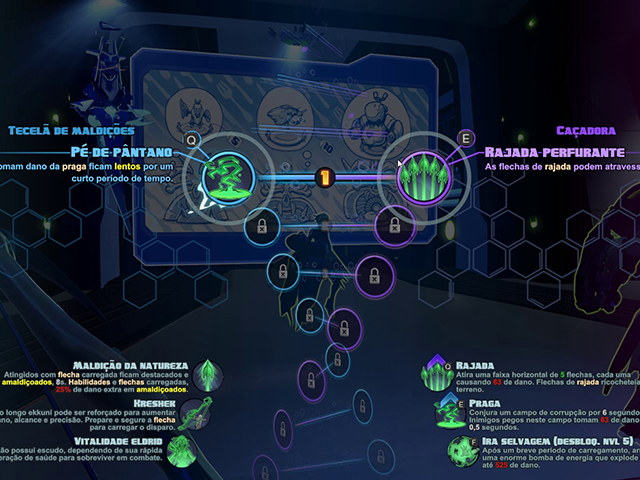 TECELÃ DE MALDIÇÕES
Q
PÉ-DE-PÂNTANO
tomam dano da praga ficam lentos por um
curto período de tempo.
1
CAÇADORA
E
RAJADA PERFURANTE
As flechas de rajada podem atravess
MALDIÇÃO DA NATUREZA
Atingidos com flecha carregada ficam destacados e
amaldiçoados, 8s. Habilidades e flechas carregadas,
25% de dano extra em amaldiçoados.
KRESHEK
longo ekkuni pode ser reforçado para aumentar
alcance e precisão. Prepare e segure a flecha
para carregar o disparo.
VITALIDADE ELDRID
não possui escudo, dependendo de sua rápida
de saúde para sobreviver em combate.
Q
RAJADA
Atira uma faixa horizontal de 5 flechas, cada uma
causando 63 de dano. Flechas de rajada ricocheteia
terreno.
E
PRAGA
Conjura um campo de corrupção por 6 segund
Inimigos pegos neste campo tomam 53 de dano
0,5 segundos.
F
IRA SELVAGEM (DESBLOQ. NVL 5)
Após um breve período de carregamento, ar
uma enorme bomba de energia que explode
até 525 de dano.